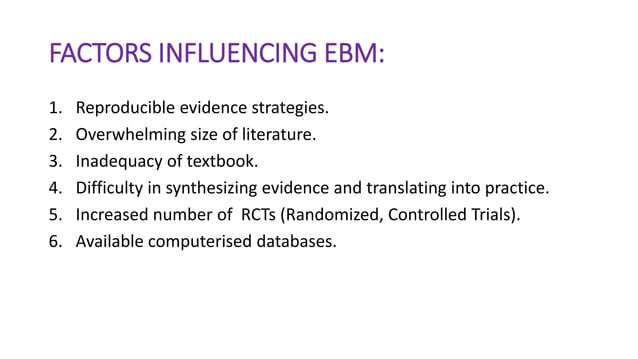 FACTORS INFLUENCING EBM:
1. Reproducible evidence strategies.
2. Overwhelming size of literature.
3. Inadequacy of textbook.
4. Difficulty in synthesizing evidence and translating into practice.
5. Increased number of RCTs (Randomized, Controlled Trials).
6. Available computerised databases.